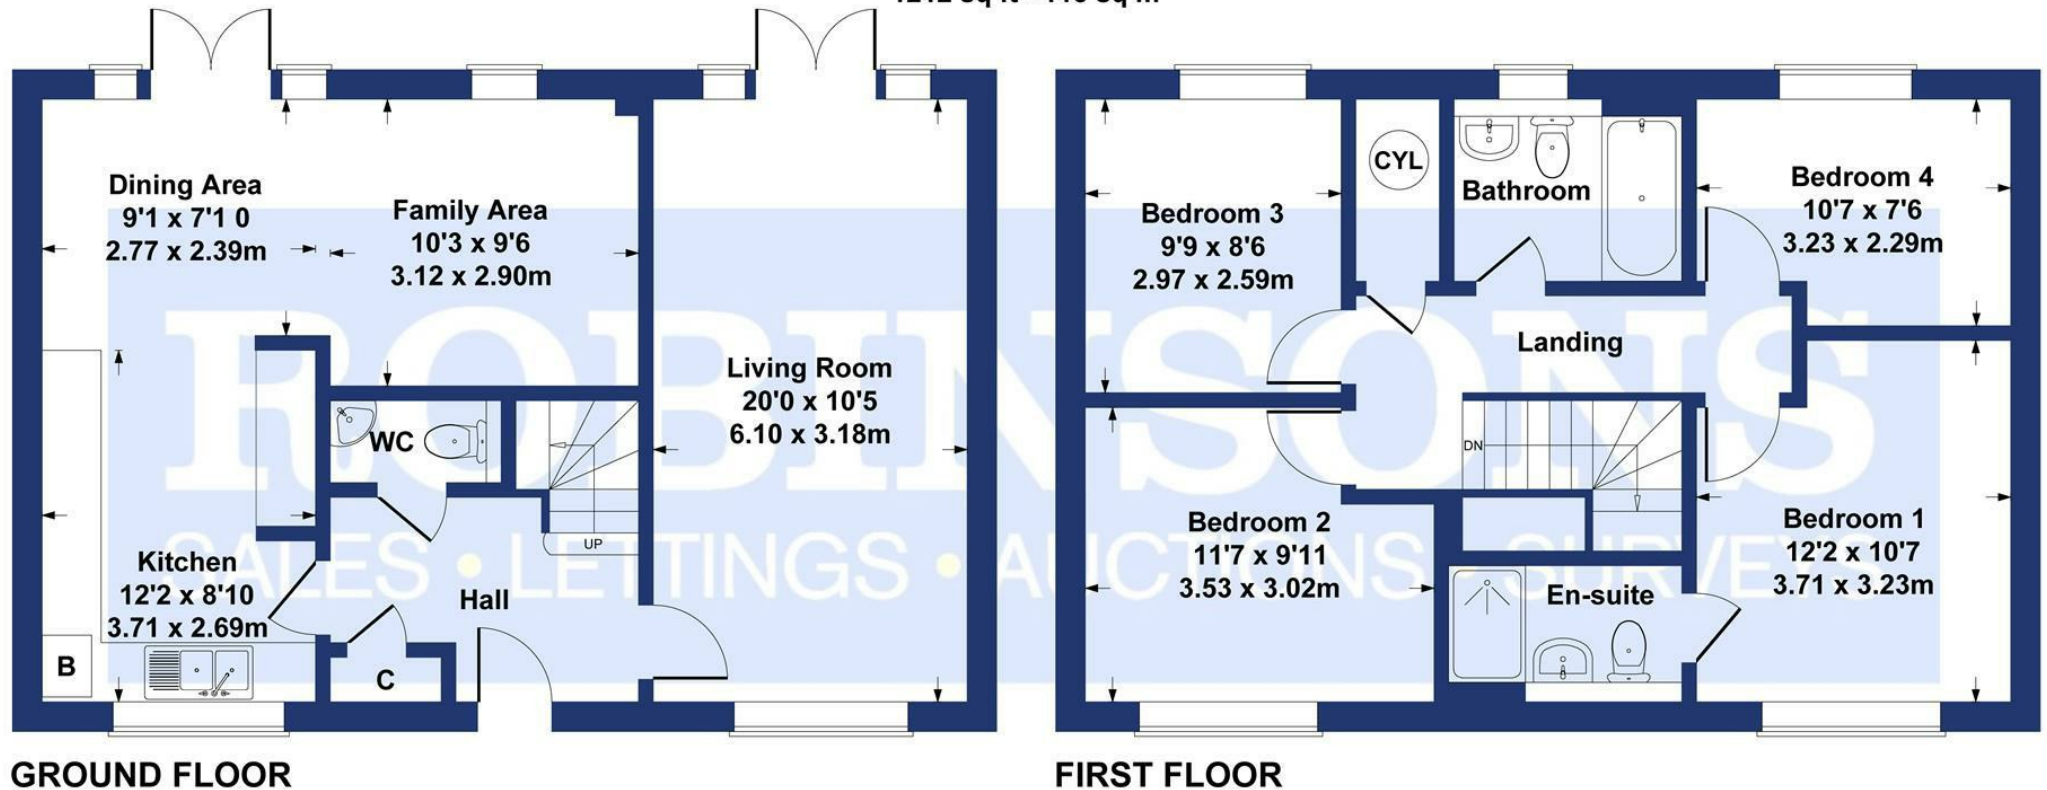 Dining Area
9'1 x 7'1 0
2.77 x 2.39m
Family Area
10'3 x 9'6
3.12 x 2.90m
Living Room
20'0 x 10'5
6.10 x 3.18m
WC
UP
Kitchen
12'2 x 8'10
3.71 x 2.69m
Hall
B
C
GROUND FLOOR
Bedroom 3
9'9 x 8'6
2.97 x 2.59m
CYL
Bathroom
Bedroom 4
10'7 x 7'6
3.23 x 2.29m
Landing
DN
Bedroom 2
11'7 x 9'11
3.53 x 3.02m
En-suite
Bedroom 1
12'2 x 10'7
3.71 x 3.23m
FIRST FLOOR
ROBINSONS
SALES • LETTINGS • AUCTIONS • SURVEYS